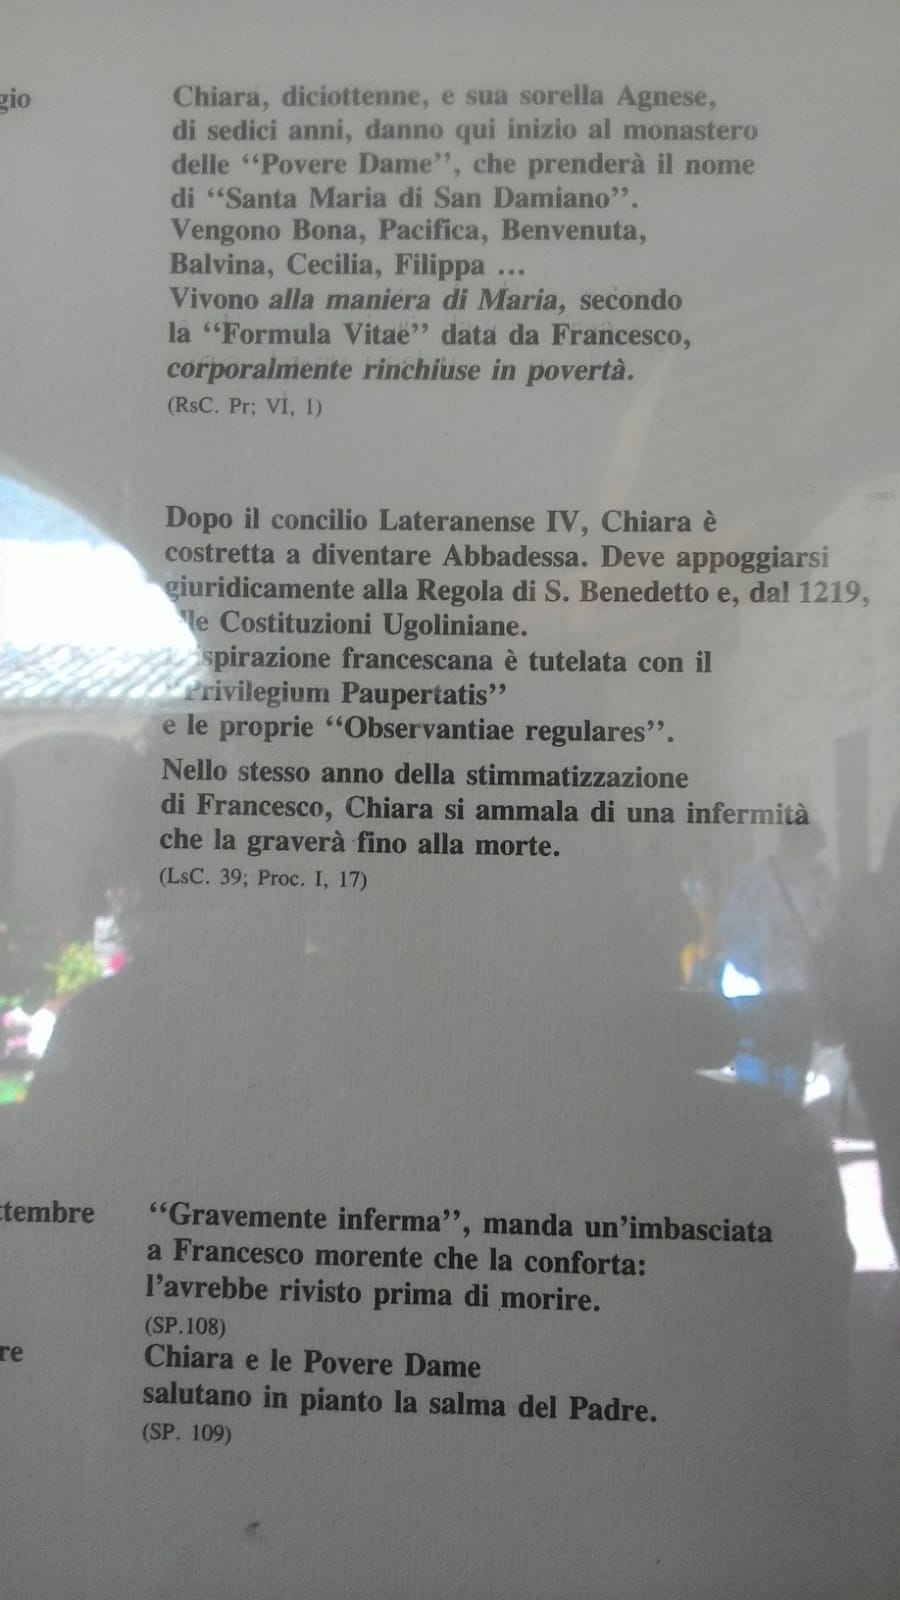 gio
Chiara, diciottenne, e sua sorella Agnese,
di sedici anni, danno qui inizio al monastero
delle “Povere Dame”, che prenderà il nome
di “Santa Maria di San Damiano”.
Vengono Bona, Pacifica, Benvenuta,
Balvina, Cecilia, Filippa ...
Vivono alla maniera di Maria, secondo
la “Formula Vitae” data da Francesco,
corporalmente rinchiuse in povertà.
(RsC. Pr; VI, 1)
Dopo il concilio Lateranense IV, Chiara è
costretta a diventare Abbadessa. Deve appoggiarsi
giuridicamente alla Regola di S. Benedetto e, dal 1219,
lle Costituzioni Ugoliniane.
spirazione francescana è tutelata con il
“Privilegium Paupertatis”
e le proprie “Observantiae regulares”.
Nello stesso anno della stimmatizzazione
di Francesco, Chiara si ammala di una infermità
che la graverà fino alla morte.
(LsC. 39; Proc. I, 17)
ttembre
“Gravemente inferma”, manda un’imbasciata
a Francesco morente che la conforta:
l’avrebbe rivisto prima di morire.
(SP.108)
re
Chiara e le Povere Dame
salutano in pianto la salma del Padre.
(SP. 109)